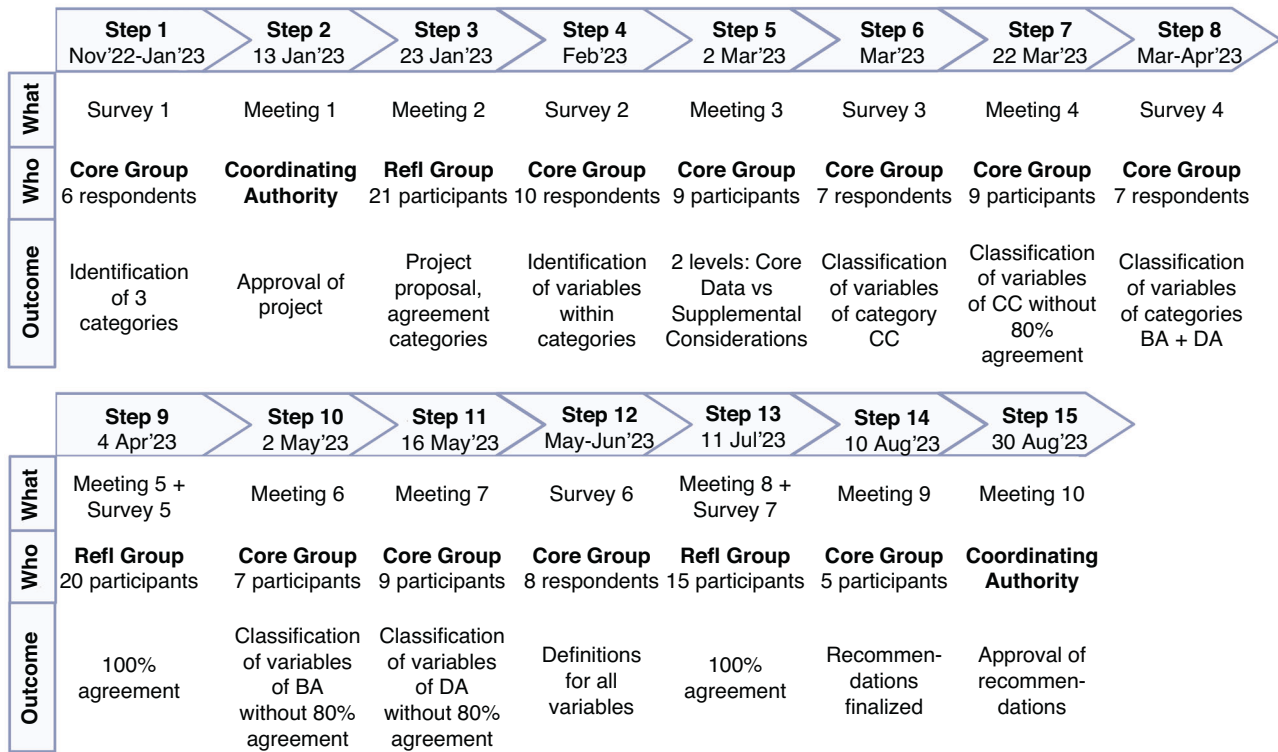 Step 1
Nov'22-Jan'23
Step 2
13 Jan'23
Step 3
23 Jan'23
Step 4
Feb'23
Step 5
2 Mar'23
Step 6
Mar'23
Step 7
22 Mar'23
Step 8
Mar-Apr'23
What
Survey 1
Meeting 1
Meeting 2
Survey 2
Meeting 3
Survey 3
Meeting 4
Survey 4
Who
Core Group
6 respondents
Coordinating
Authority
Refl Group
21 participants
Core Group
10 respondents
Core Group
9 participants
Core Group
7 respondents
Core Group
9 participants
Core Group
7 respondents
Outcome
Identification
of 3
categories
Approval of
project
Project
proposal,
agreement
categories
Identification
of variables
within
categories
2 levels: Core
Data vs
Supplemental
Considerations
Classification
of variables
of category
CC
Classification
of variables
of CC without
80%
agreement
Classification
of variables
of categories
BA + DA
Step 9
4 Apr'23
Step 10
2 May'23
Step 11
16 May'23
Step 12
May-Jun'23
Step 13
11 Jul'23
Step 14
10 Aug'23
Step 15
30 Aug'23
What
Meeting 5 +
Survey 5
Meeting 6
Meeting 7
Survey 6
Meeting 8 +
Survey 7
Meeting 9
Meeting 10
Who
Refl Group
20 participants
Core Group
7 participants
Core Group
9 participants
Core Group
8 respondents
Refl Group
15 participants
Core Group
5 participants
Coordinating
Authority
Outcome
100%
agreement
Classification
of variables
of BA
without 80%
agreement
Classification
of variables
of DA
without 80%
agreement
Definitions
for all
variables
100%
agreement
Recommen-
dations
finalized
Approval of
recommen-
dations